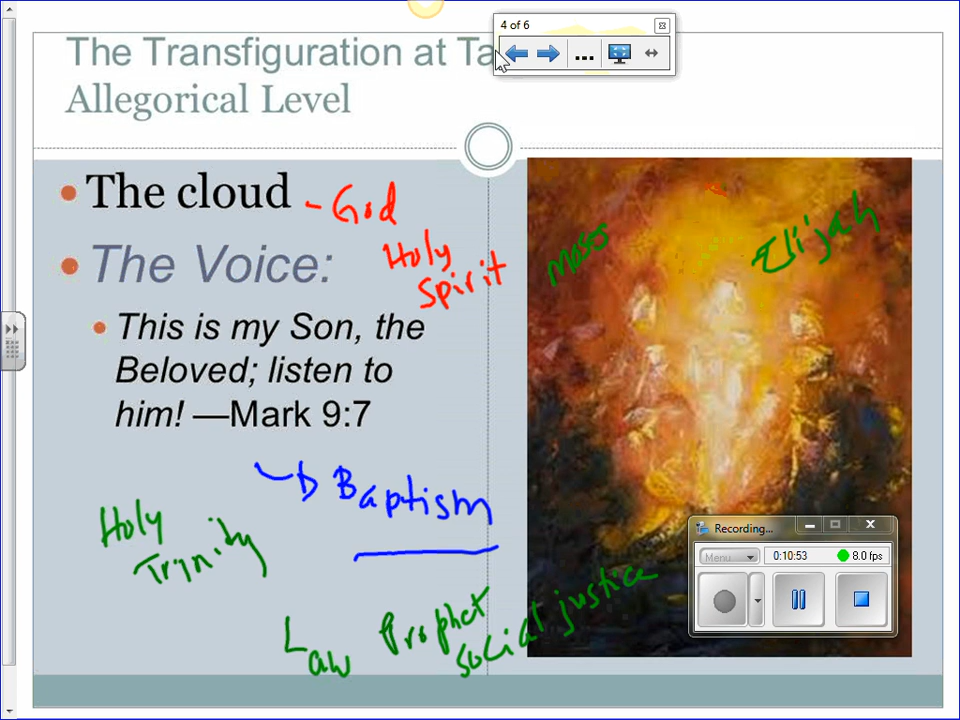 4 of 6
The Transfiguration at Ta
Allegorical Level
• The cloud
- God
Holy
Spirit
• The Voice:
• This is my Son, the
Beloved; listen to
him! —Mark 9:7
Moses
Elijah
Baptism
Holy
Trinity
Law
Prophet
social justice
Recording...
Menu
0:10:53
8.0 fps